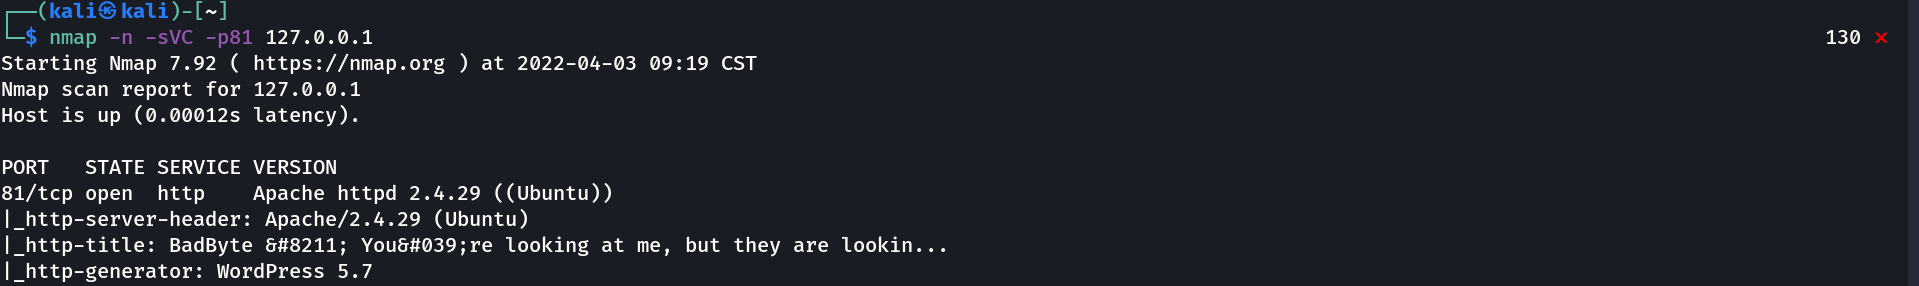 ┌──(kali㉿kali)-[~]
└─$ nmap -n -sVC -p81 127.0.0.1 130 ⨯
Starting Nmap 7.92 ( https://nmap.org ) at 2022-04-03 09:19 CST
Nmap scan report for 127.0.0.1
Host is up (0.00012s latency).
PORT   STATE SERVICE VERSION
81/tcp open  http    Apache httpd 2.4.29 ((Ubuntu))
|_http-server-header: Apache/2.4.29 (Ubuntu)
|_http-title: BadByte &#8211; You&#039;re looking at me, but they are lookin...
|_http-generator: WordPress 5.7